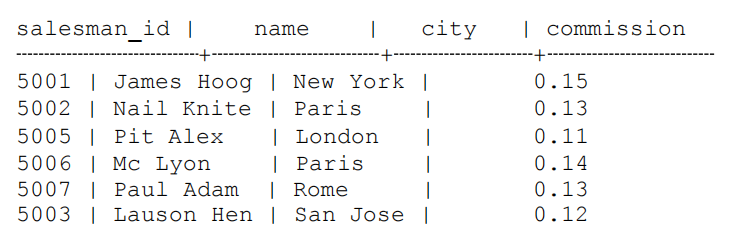 salesman_id | name | city | commission
5001 | James Hoog | New York | 0.15
5002 | Nail Knite | Paris | 0.13
5005 | Pit Alex | London | 0.11
5006 | Mc Lyon | Paris | 0.14
5007 | Paul Adam | Rome | 0.13
5003 | Lauson Hen | San Jose | 0.12